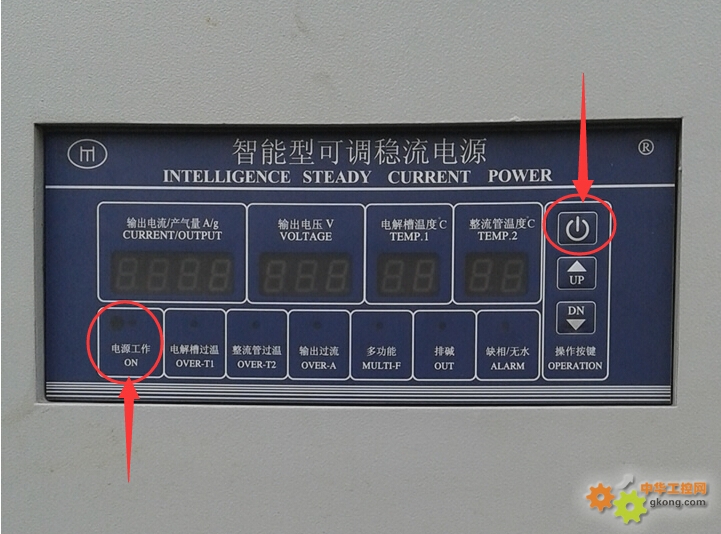 智能型可调稳流电源
®
INTELLIGENCE STEADY CURRENT POWER
输出电流/产气量 A/g
CURRENT/OUTPUT
输出电压 V
VOLTAGE
电解槽温度℃
TEMP.1
整流管温度℃
TEMP.2
UP
DN
操作按键
OPERATION
电源工作
ON
电解槽过温
OVER-T1
整流管过温
OVER-T2
输出过流
OVER-A
多功能
MULTI-F
排碱
OUT
缺相/无水
ALARM
中华工控网
gkong.com